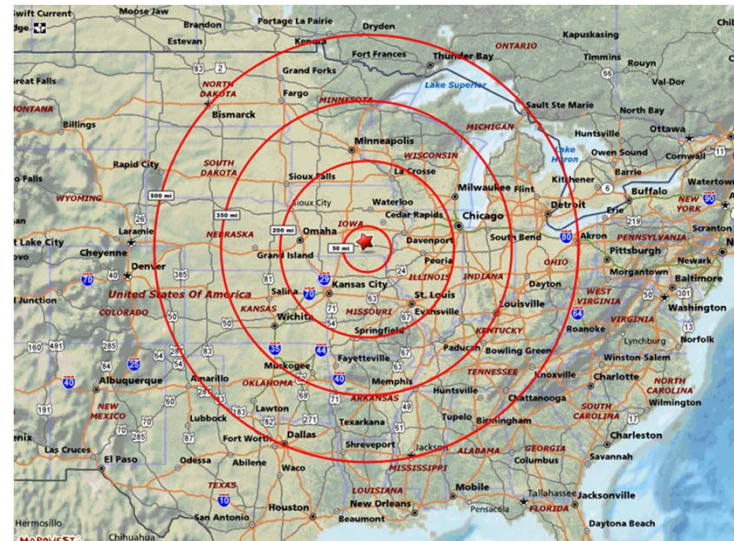 Swift Current
Moose Jaw
Brandon
Portage La Prairie
Dryden
Kapuskasing
Estevan
Kenora
ONTARIO
Timmins
Rouyn
Fort Frances
Thunder Bay
Val-Dor
Great Falls
NORTH DAKOTA
Grand Forks
Lake Superior
MONTANA
Bismarck
Fargo
MINNESOTA
Sault Ste Marie
North Bay
Billings
MICHIGAN
Huntsville
Ottawa
Minneapolis
WISCONSIN
Lake Huron
Owen Sound
Cornwall
Barrie
Rapid City
SOUTH DAKOTA
La Crosse
Kitchener
Watertown
Sioux Falls
Milwaukee
Flint
Buffalo
WYOMING
500 mi
Sioux City
Waterloo
Detroit
Erie
NEW YORK
350 mi
IOWA
Cedar Rapids
Chicago
Laramie
NEBRASKA
200 mi
Omaha
Davenport
South Bend
Akron
PENNSYLVANIA
Scranton
Cheyenne
Grand Island
50 mi
Peoria
OHIO
Pittsburgh
Newark
Denver
ILLINOIS
INDIANA
Morgantown
Baltimore
Junction
United States Of America
Salina
Kansas City
St. Louis
Dayton
WEST VIRGINIA
Washington
COLORADO
KANSAS
MISSOURI
Evansville
Louisville
VIRGINIA
Wichita
Springfield
KENTUCKY
Roanoke
Lynchburg
Norfolk
Paducah
Bowling Green
Winston-Salem
Fayetteville
Albuquerque
Amarillo
Muskogee
TENNESSEE
Knoxville
OKLAHOMA
Memphis
Charlotte
NORTH CAROLINA
NEW MEXICO
Lawton
ARKANSAS
Huntsville
Chattanooga
Wilmington
Lubbock
Texarkana
Tupelo
Birmingham
SOUTH CAROLINA
Fort Worth
Dallas
Charleston
Las Cruces
Odessa
Abilene
Shreveport
Jackson
ALABAMA
GEORGIA
Savannah
El Paso
Waco
MISSISSIPPI
Columbus
TEXAS
LOUISIANA
Mobile
Tallahassee
Jacksonville
Hermosillo
San Antonio
Houston
New Orleans
Pensacola
FLORIDA
Chihuahua
Beaumont
Daytona Beach
MAPQUEST